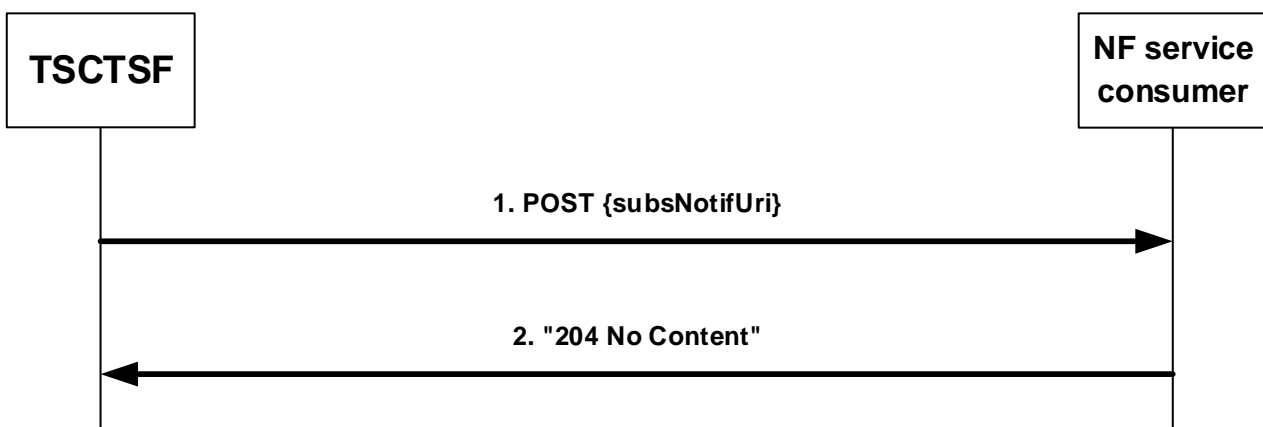 TSCTSF
NF service
consumer
1. POST {subsNotifUri}
2. "204 No Content"